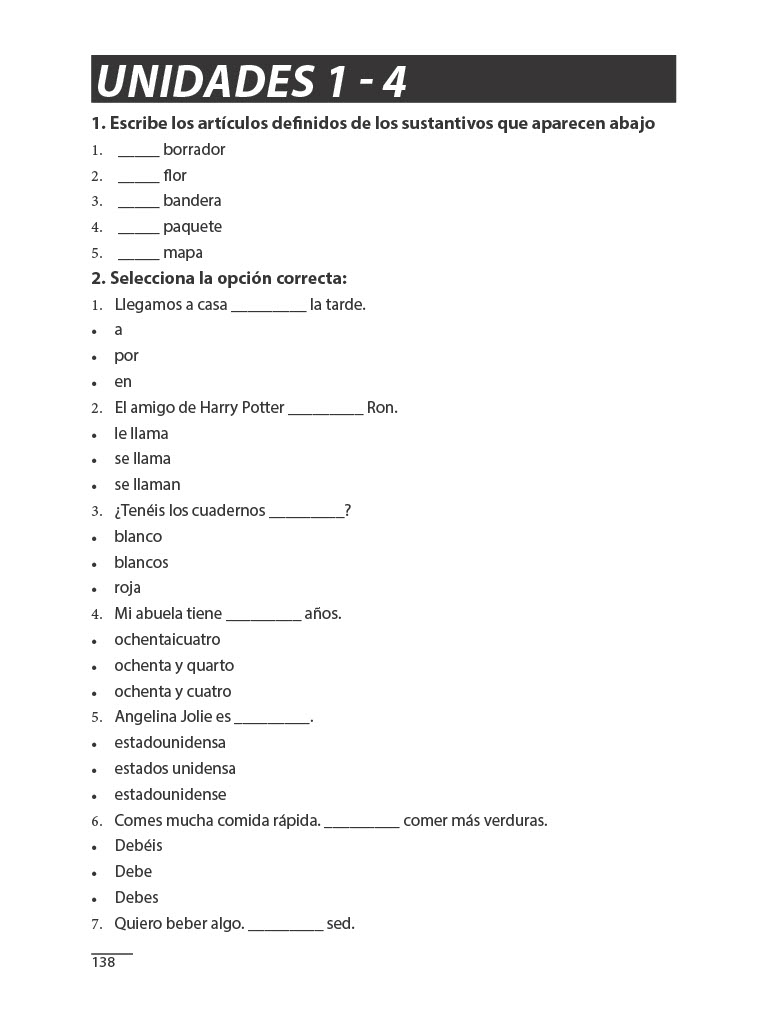 UNIDADES 1 - 4
1. Escribe los artículos definidos de los sustantivos que aparecen abajo
1. _____ borrador
2. _____ flor
3. _____ bandera
4. _____ paquete
5. _____ mapa
2. Selecciona la opción correcta:
1. Llegamos a casa _________ la tarde.
• a
• por
• en
2. El amigo de Harry Potter _________ Ron.
• le llama
• se llama
• se llaman
3. ¿Tenéis los cuadernos _________?
• blanco
• blancos
• roja
4. Mi abuela tiene _________ años.
• ochentaicuatro
• ochenta y quarto
• ochenta y cuatro
5. Angelina Jolie es _________.
• estadounidensa
• estados unidensa
• estadounidense
6. Comes mucha comida rápida. _________ comer más verduras.
• Debéis
• Debe
• Debes
7. Quiero beber algo. _________ sed.
138